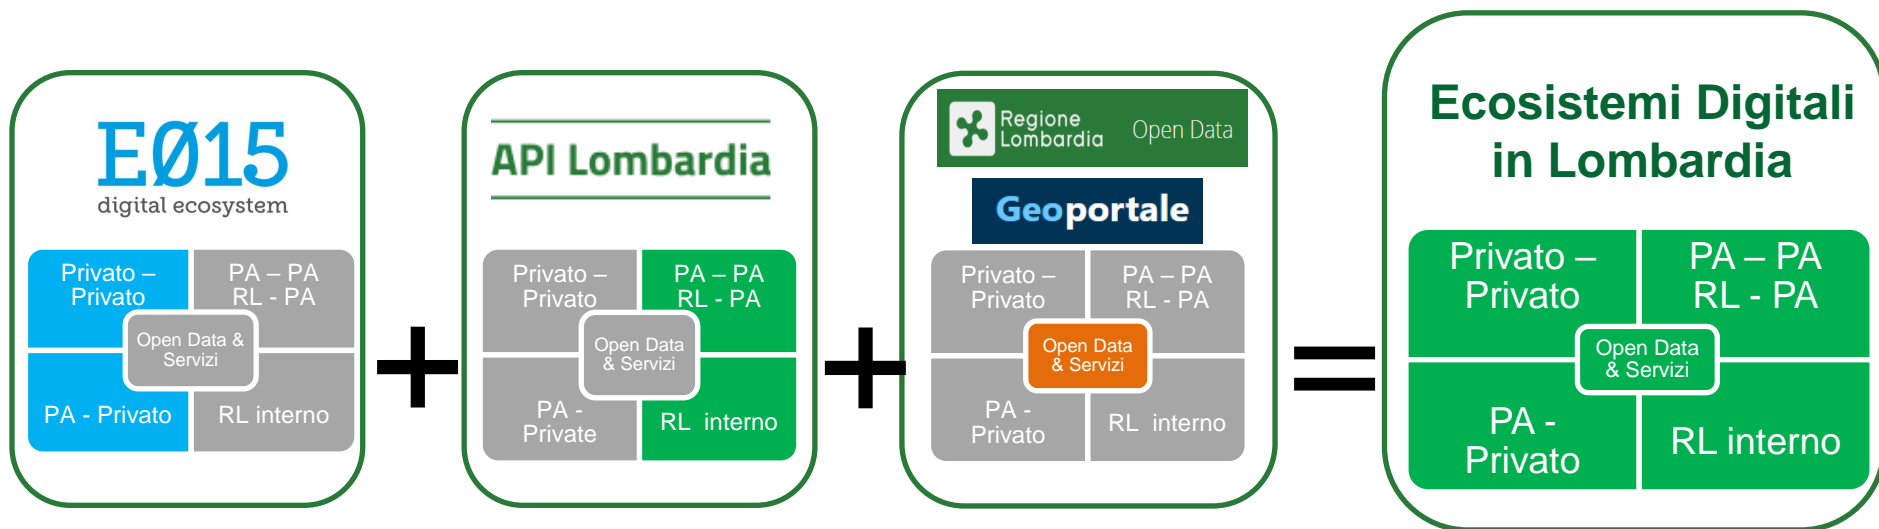 EØ15
digital ecosystem
Privato –
Privato
PA – PA
RL - PA
Open Data &
Servizi
PA - Privato
RL interno
+
API Lombardia
Privato –
Privato
PA – PA
RL - PA
Open Data
& Servizi
PA -
Private
RL interno
+
Regione
Lombardia
Open Data
Geoportale
Privato –
Privato
PA – PA
RL - PA
Open Data
& Servizi
PA -
Privato
RL interno
=
Ecosistemi Digitali
in Lombardia
Privato –
Privato
PA – PA
RL - PA
Open Data
& Servizi
PA -
Privato
RL interno